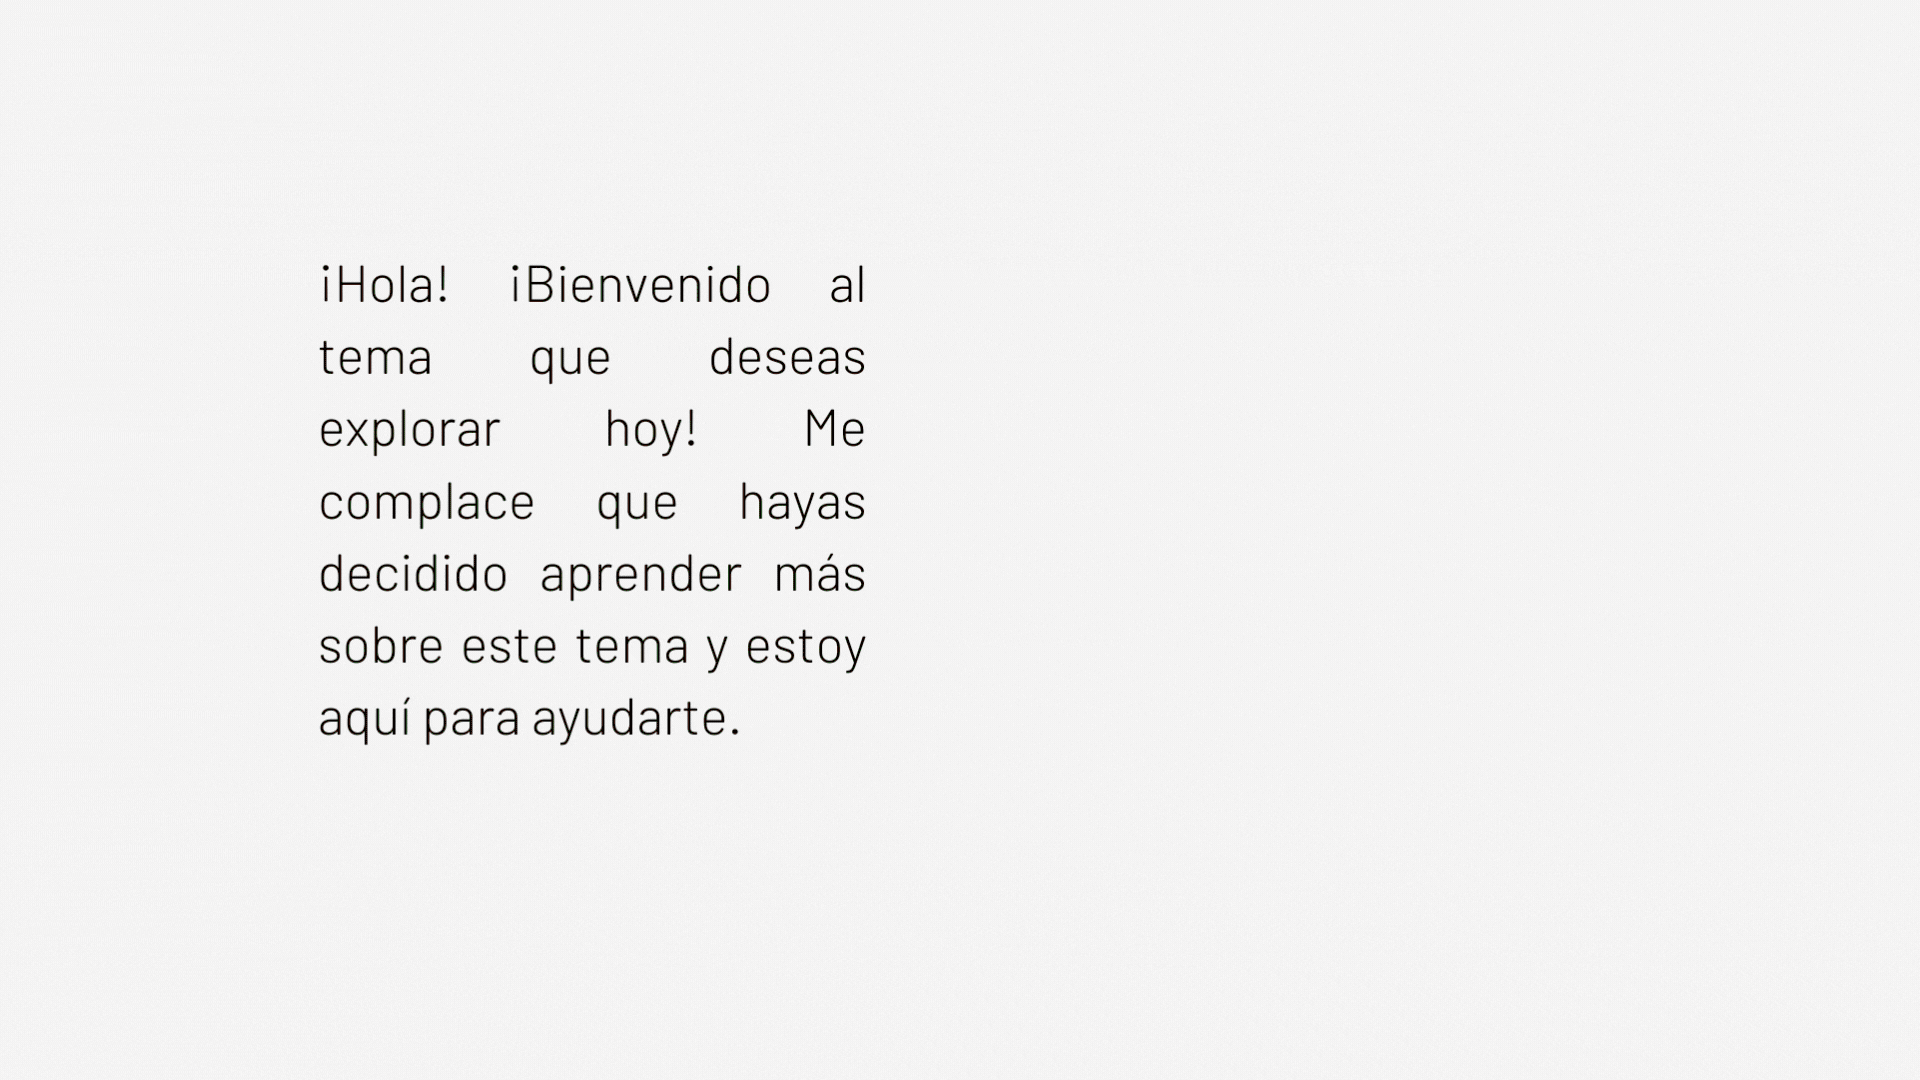 ¡Hola! ¡Bienvenido al
tema que deseas
explorar hoy! Me
complace que hayas
decidido aprender más
sobre este tema y estoy
aquí para ayudarte.